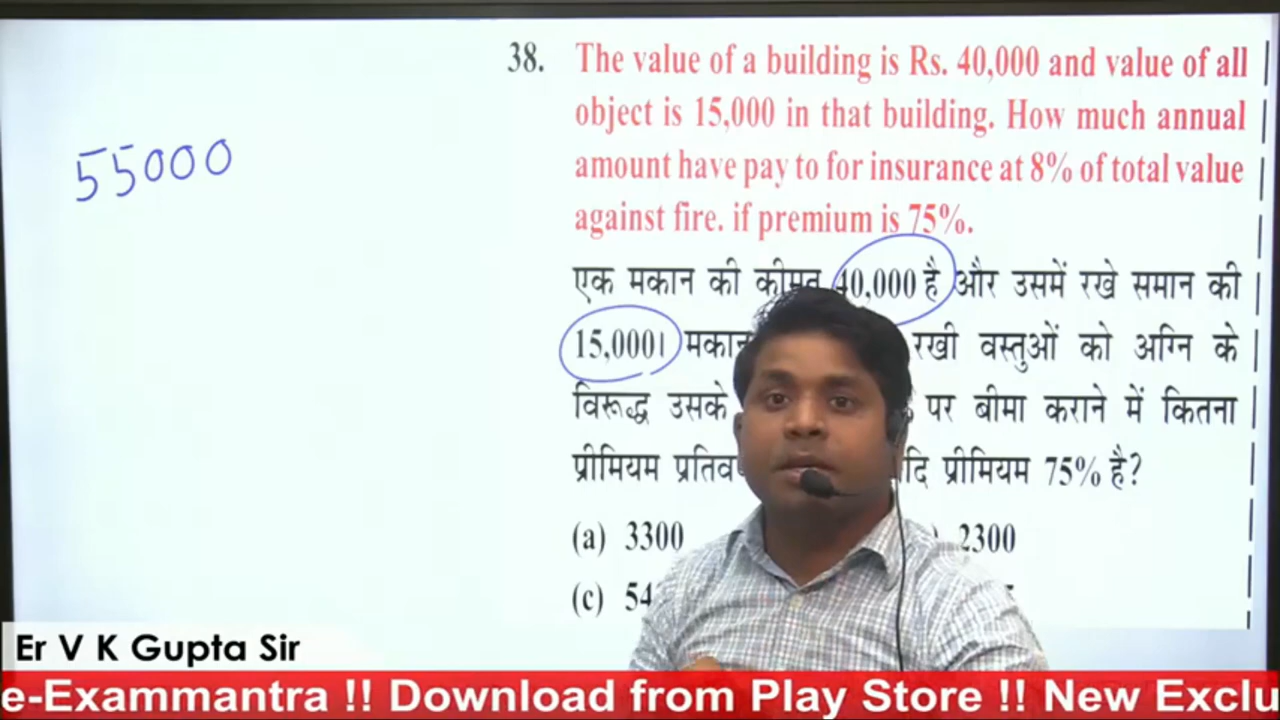 55000
38. The value of a building is Rs. 40,000 and value of all
object is 15,000 in that building. How much annual
amount have pay to for insurance at 8% of total value
against fire. if premium is 75%.
एक मकान की कीमत 40,000 है और उसमें रखे समान की
15,000। मकान रखी वस्तुओं को अग्नि के
विरूद्ध उसके पर बीमा कराने में कितना
प्रीमियम प्रीमियम 75% है?
(a) 3300 2300
(c)
Er V K Gupta Sir
e-Exammantra !! Download from Play Store !! New Exclu